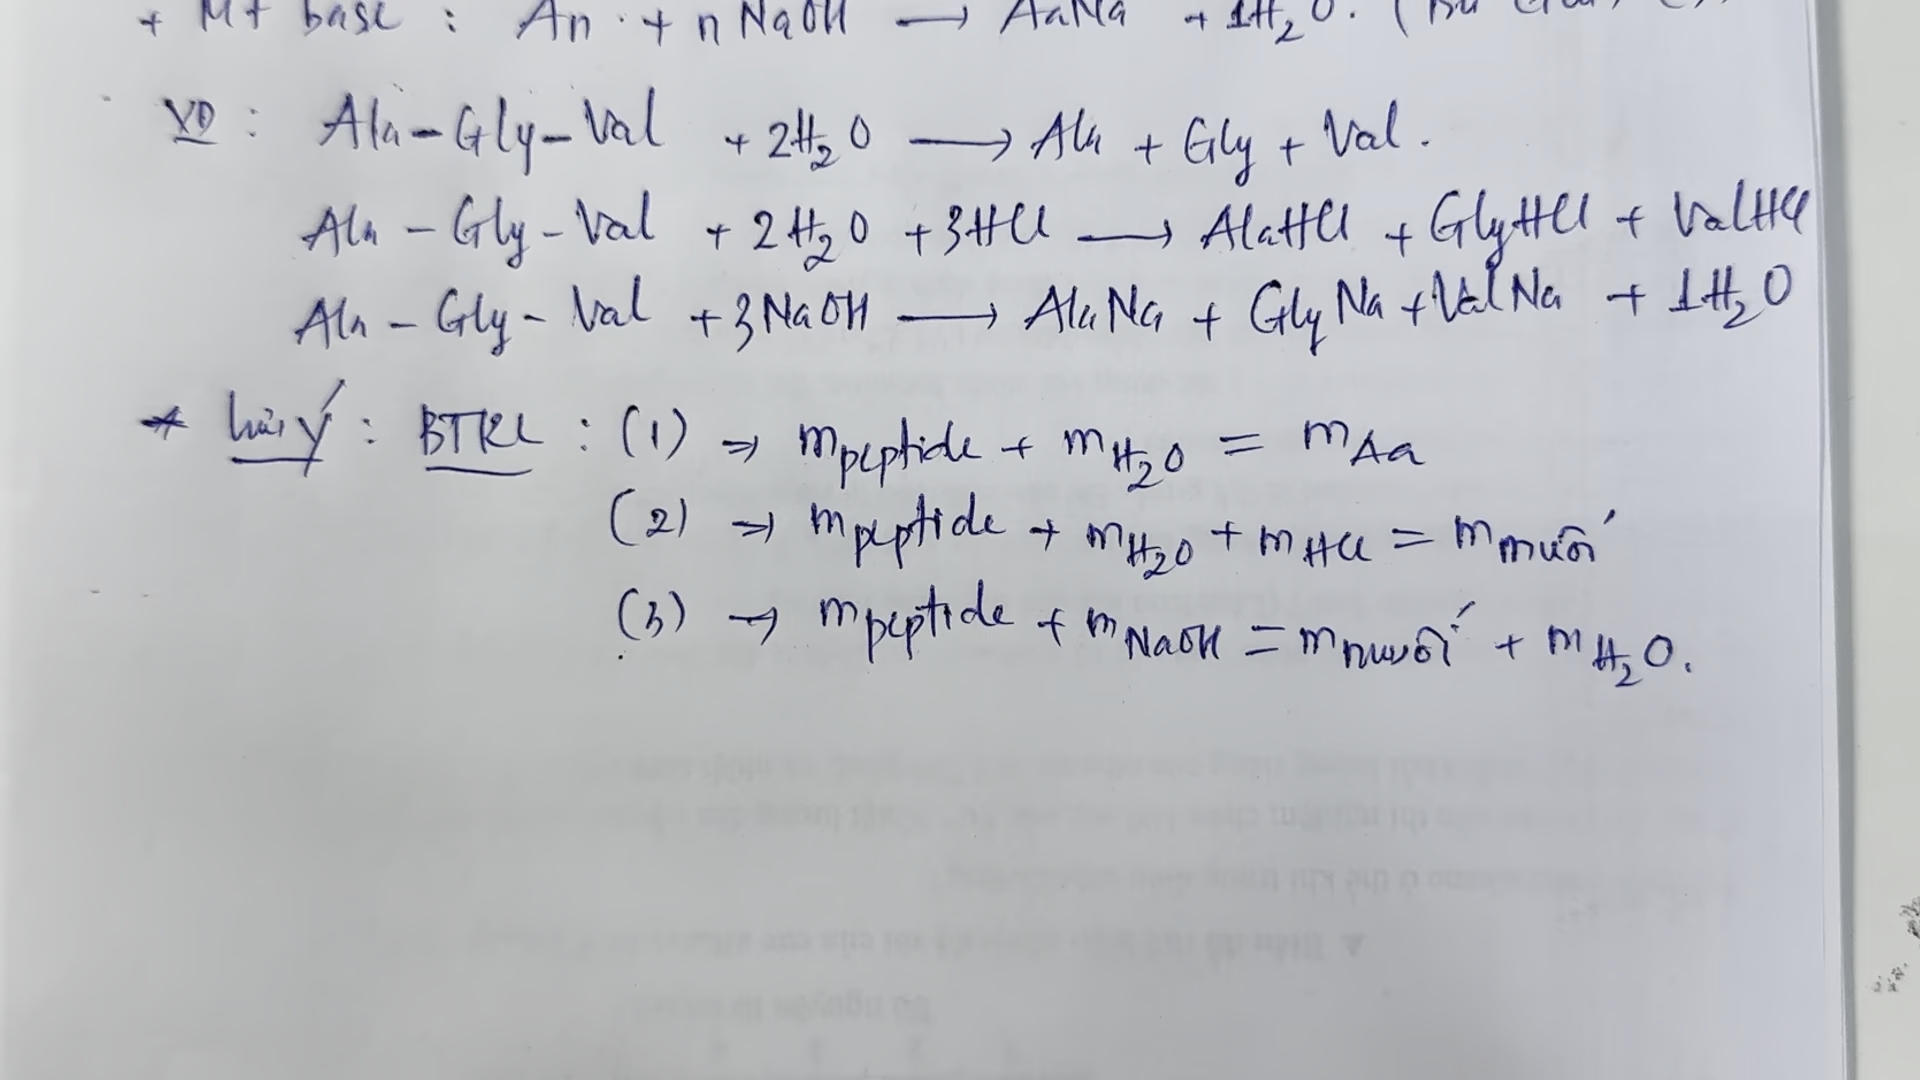 + Mt base : An + n NaOH → AaNa + 1H₂O. (
VD : Ala - Gly - Val + 2H₂O → Ala + Gly + Val.
Ala - Gly - Val + 2H₂O + 3HCl → AlaHCl + GlyHCl + ValHCl
Ala - Gly - Val + 3NaOH → AlaNa + GlyNa + ValNa + 1H₂O
* Lưu ý : BTKL : (1) ⇒ mpeptide + mH₂O = mAa
(2) ⇒ mpeptide + mH₂O + mHCl = mmuối
(3) → mpeptide + mNaOH = mmuối + mH₂O.